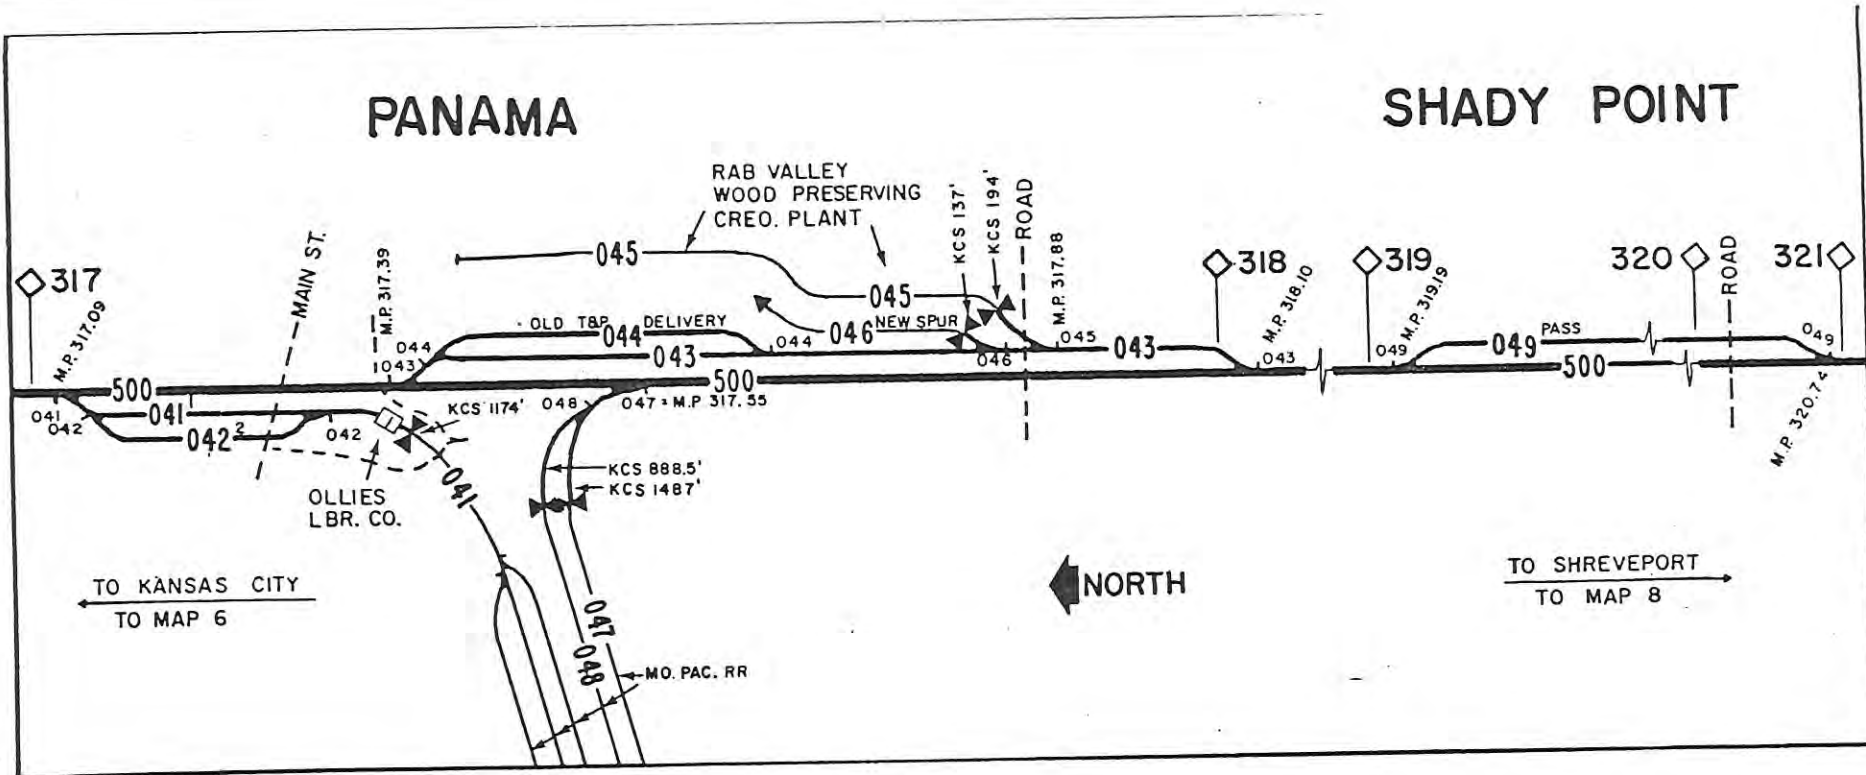 PANAMA
SHADY POINT
RAB VALLEY
WOOD PRESERVING
CREO. PLANT
KCS 137'
KCS 194'
ROAD
MAIN ST.
M.P. 317.39
045
M.P. 317.88
317
M.P. 317.09
045
318
M.P. 318.10
319
M.P. 319.19
320
ROAD
321
OLD T&P DELIVERY
044
044
046 NEW SPUR
045
044
043
043
044
046
043
043
049
049 PASS
049
500
500
500
M.P. 320.74
041
042
041
042
2
042
KCS 1174'
048
047 = M.P 317.55
041
KCS 888.5'
KCS 1487'
OLLIES
LBR. CO.
TO KANSAS CITY
TO MAP 6
NORTH
TO SHREVEPORT
TO MAP 8
047
048
MO. PAC. RR